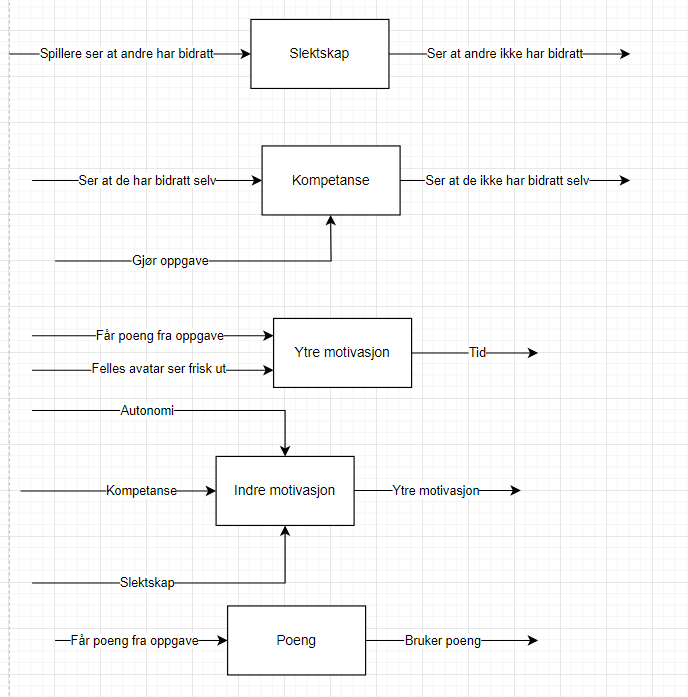 Spillere ser at andre har bidratt
Slektskap
Ser at andre ikke har bidratt
Ser at de har bidratt selv
Kompetanse
Ser at de ikke har bidratt selv
Gjør oppgave
Får poeng fra oppgave
Ytre motivasjon
Tid
Felles avatar ser frisk ut
Autonomi
Kompetanse
Indre motivasjon
Ytre motivasjon
Slektskap
Får poeng fra oppgave
Poeng
Bruker poeng